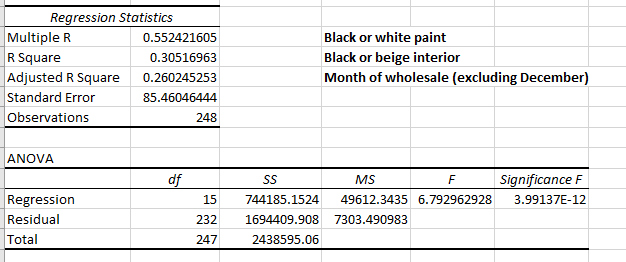 Regression Statistics
Multiple R 0.552421605 Black or white paint
R Square 0.30516963 Black or beige interior
Adjusted R Square 0.260245253 Month of wholesale (excluding December)
Standard Error 85.46046444
Observations 248
ANOVA
df SS MS F Significance F
Regression 15 744185.1524 49612.3435 6.792962928 3.99137E-12
Residual 232 1694409.908 7303.490983
Total 247 2438595.06